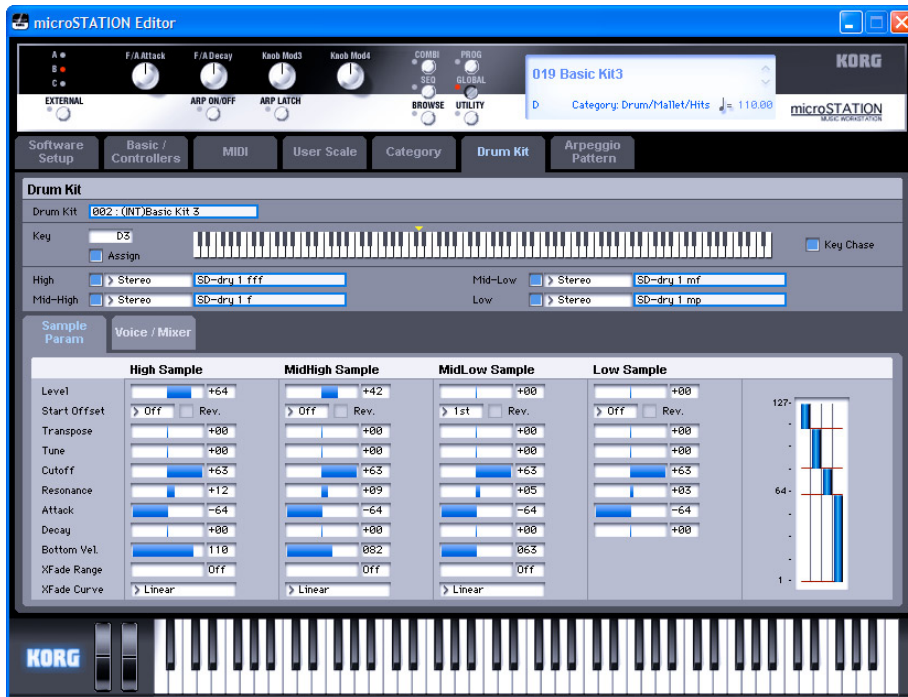 microSTATION Editor
A B C
F/A Attack F/A Decay Knob Mod3 Knob Mod4
COMBI PROG
SEQ GLOBAL
EXTERNAL ARP ON/OFF ARP LATCH BROWSE UTILITY
019 Basic Kit3
D Category: Drum/Mallet/Hits ♩= 110.00
KORG
microSTATION
MUSIC WORKSTATION
Software Setup Basic / Controllers MIDI User Scale Category Drum Kit Arpeggio Pattern
Drum Kit
Drum Kit 002 : (INT)Basic Kit 3
Key D3
Assign
Key Chase
High > Stereo SD-dry 1 fff Mid-Low > Stereo SD-dry 1 mf
Mid-High > Stereo SD-dry 1 f Low > Stereo SD-dry 1 mp
Sample Param Voice / Mixer
High Sample MidHigh Sample MidLow Sample Low Sample
Level +64 +42 +00 +00
Start Offset > Off Rev. > Off Rev. > 1st Rev. > Off Rev.
Transpose +00 +00 +00 +00
Tune +00 +00 +00 +00
Cutoff +63 +63 +63 +63
Resonance +12 +09 +05 +03
Attack -64 -64 -64 -64
Decay +00 +00 +00 +00
Bottom Vel. 110 082 063
XFade Range Off Off Off
XFade Curve > Linear > Linear > Linear
127-
64 -
1 -
KORG